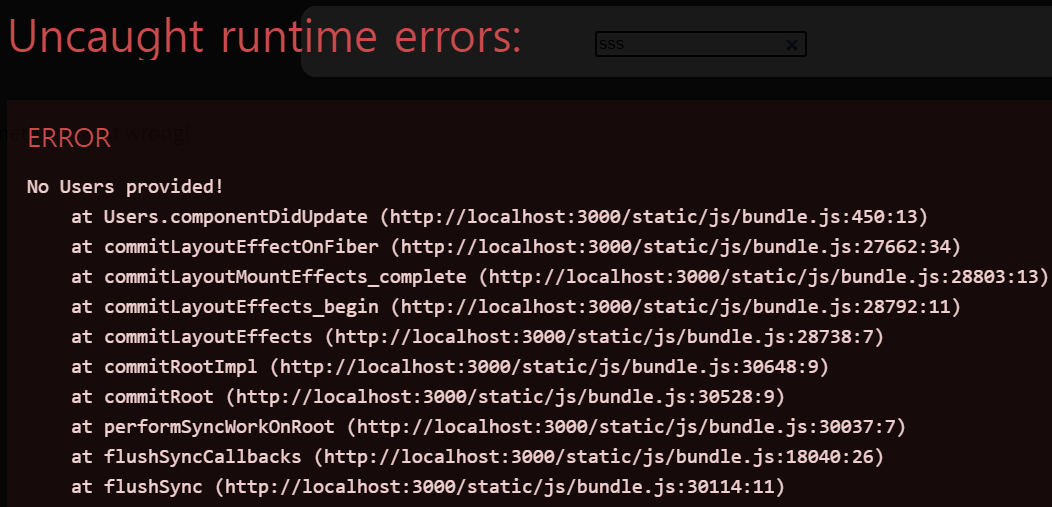 Uncaught runtime errors:
sss
ERROR
wrong!
No Users provided!
at Users.componentDidUpdate (http://localhost:3000/static/js/bundle.js:450:13)
at commitLayoutEffectOnFiber (http://localhost:3000/static/js/bundle.js:27662:34)
at commitLayoutMountEffects_complete (http://localhost:3000/static/js/bundle.js:28803:13)
at commitLayoutEffects_begin (http://localhost:3000/static/js/bundle.js:28792:11)
at commitLayoutEffects (http://localhost:3000/static/js/bundle.js:28738:7)
at commitRootImpl (http://localhost:3000/static/js/bundle.js:30648:9)
at commitRoot (http://localhost:3000/static/js/bundle.js:30528:9)
at performSyncWorkOnRoot (http://localhost:3000/static/js/bundle.js:30037:7)
at flushSyncCallbacks (http://localhost:3000/static/js/bundle.js:18040:26)
at flushSync (http://localhost:3000/static/js/bundle.js:30114:11)